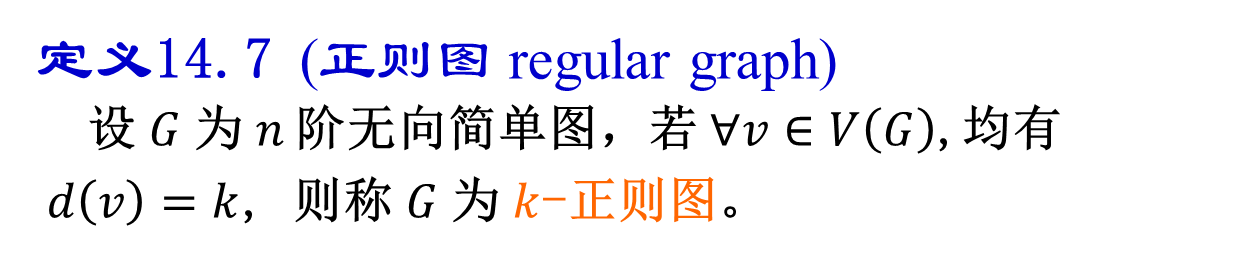 定义14.7 (正则图 regular graph)
设 G 为 n 阶无向简单图，若 ∀v ∈ V(G), 均有
d(v) = k, 则称 G 为 k-正则图。